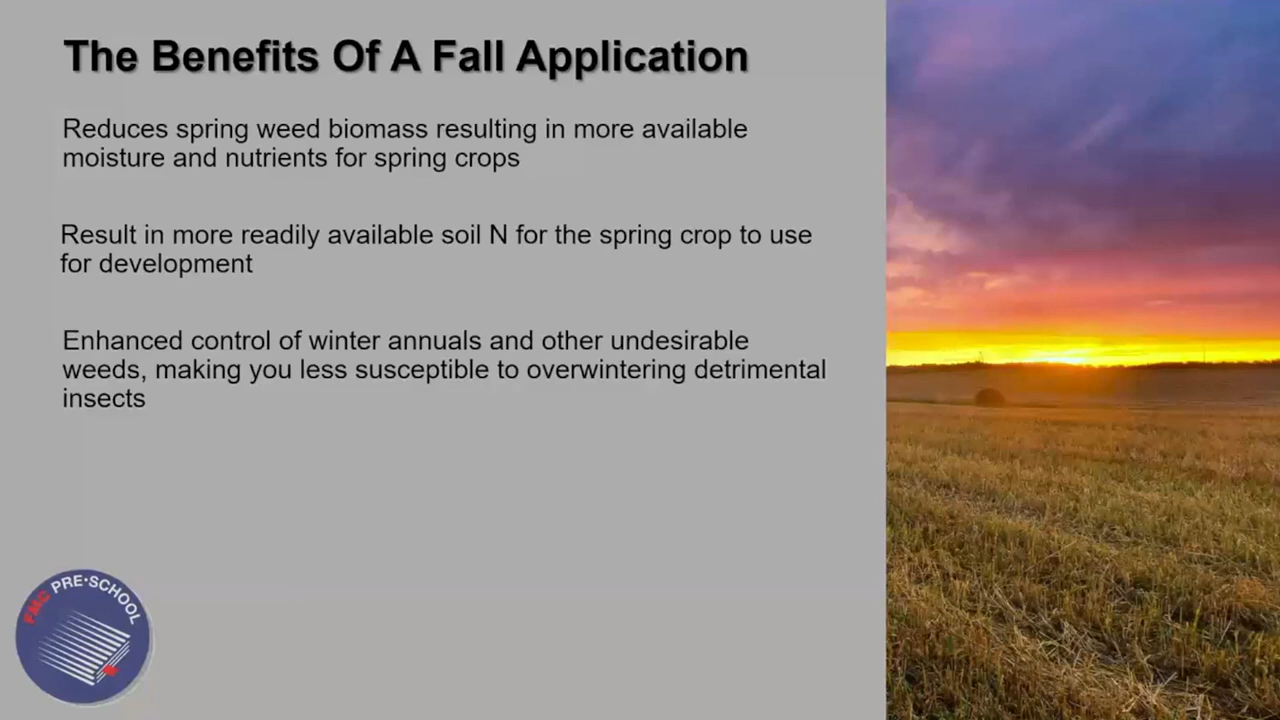 The Benefits Of A Fall Application
Reduces spring weed biomass resulting in more available
moisture and nutrients for spring crops
Result in more readily available soil N for the spring crop to use
for development
Enhanced control of winter annuals and other undesirable
weeds, making you less susceptible to overwintering detrimental
insects
FMC PRE·SCHOOL